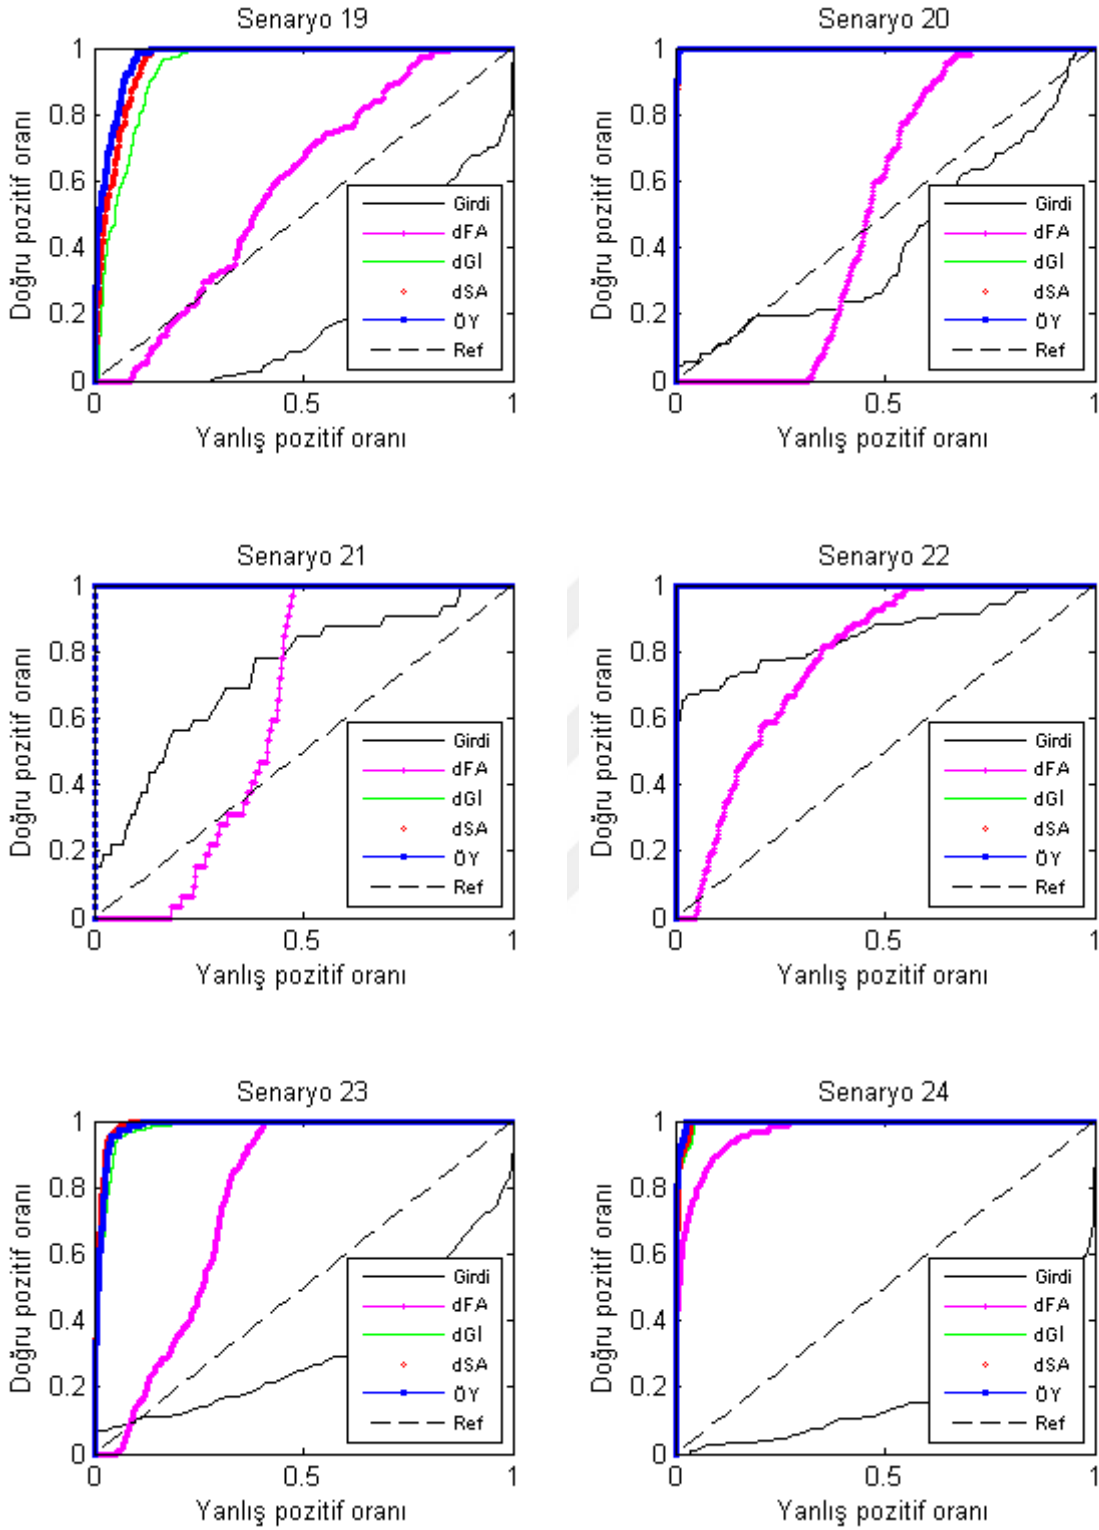 Senaryo 19
Doğru pozitif oranı
1
0.8
0.6
0.4
0.2
0
0 0.5 1
Yanlış pozitif oranı
Girdi
dFA
dGİ
dSA
ÖY
Ref
Senaryo 20
Doğru pozitif oranı
1
0.8
0.6
0.4
0.2
0
0 0.5 1
Yanlış pozitif oranı
Girdi
dFA
dGİ
dSA
ÖY
Ref
Senaryo 21
Doğru pozitif oranı
1
0.8
0.6
0.4
0.2
0
0 0.5 1
Yanlış pozitif oranı
Girdi
dFA
dGİ
dSA
ÖY
Ref
Senaryo 22
Doğru pozitif oranı
1
0.8
0.6
0.4
0.2
0
0 0.5 1
Yanlış pozitif oranı
Girdi
dFA
dGİ
dSA
ÖY
Ref
Senaryo 23
Doğru pozitif oranı
1
0.8
0.6
0.4
0.2
0
0 0.5 1
Yanlış pozitif oranı
Girdi
dFA
dGİ
dSA
ÖY
Ref
Senaryo 24
Doğru pozitif oranı
1
0.8
0.6
0.4
0.2
0
0 0.5 1
Yanlış pozitif oranı
Girdi
dFA
dGİ
dSA
ÖY
Ref